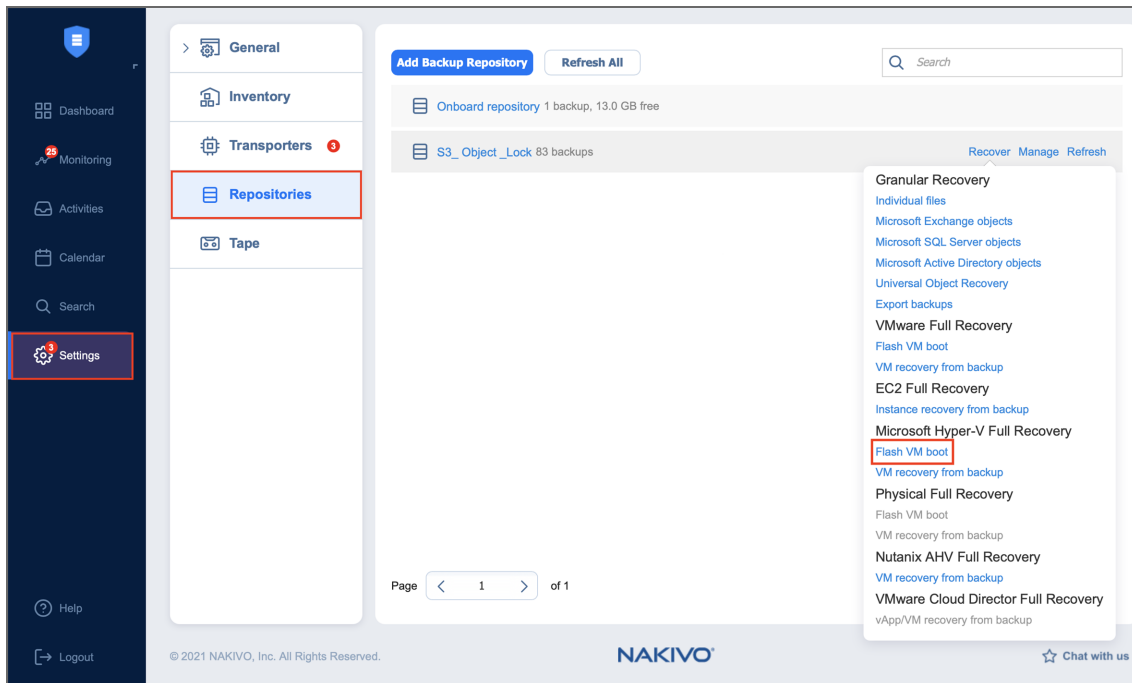 Dashboard
25
Monitoring
Activities
Calendar
Search
3
Settings
Help
Logout
General
Inventory
Transporters 3
Repositories
Tape
Add Backup Repository
Refresh All
Search
Onboard repository 1 backup, 13.0 GB free
S3_ Object _Lock 83 backups
Recover Manage Refresh
Granular Recovery
Individual files
Microsoft Exchange objects
Microsoft SQL Server objects
Microsoft Active Directory objects
Universal Object Recovery
Export backups
VMware Full Recovery
Flash VM boot
VM recovery from backup
EC2 Full Recovery
Instance recovery from backup
Microsoft Hyper-V Full Recovery
Flash VM boot
VM recovery from backup
Physical Full Recovery
Flash VM boot
VM recovery from backup
Nutanix AHV Full Recovery
VM recovery from backup
VMware Cloud Director Full Recovery
vApp/VM recovery from backup
Page 1 of 1
© 2021 NAKIVO, Inc. All Rights Reserved.
NAKIVO
Chat with us